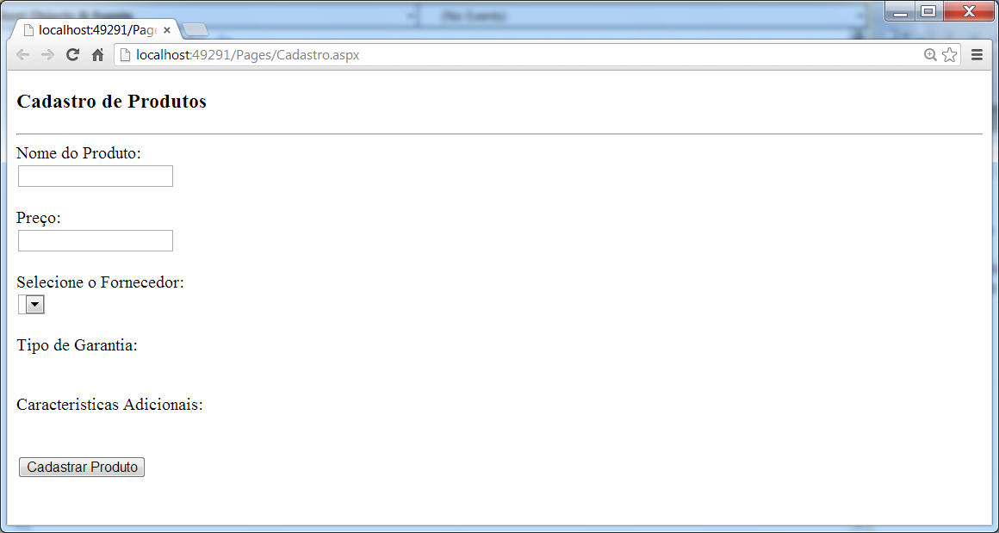 (No Events)
localhost:49291/Pag
localhost:49291/Pages/Cadastro.aspx
Cadastro de Produtos
Nome do Produto:
Preço:
Selecione o Fornecedor:
Tipo de Garantia:
Caracteristicas Adicionais:
Cadastrar Produto